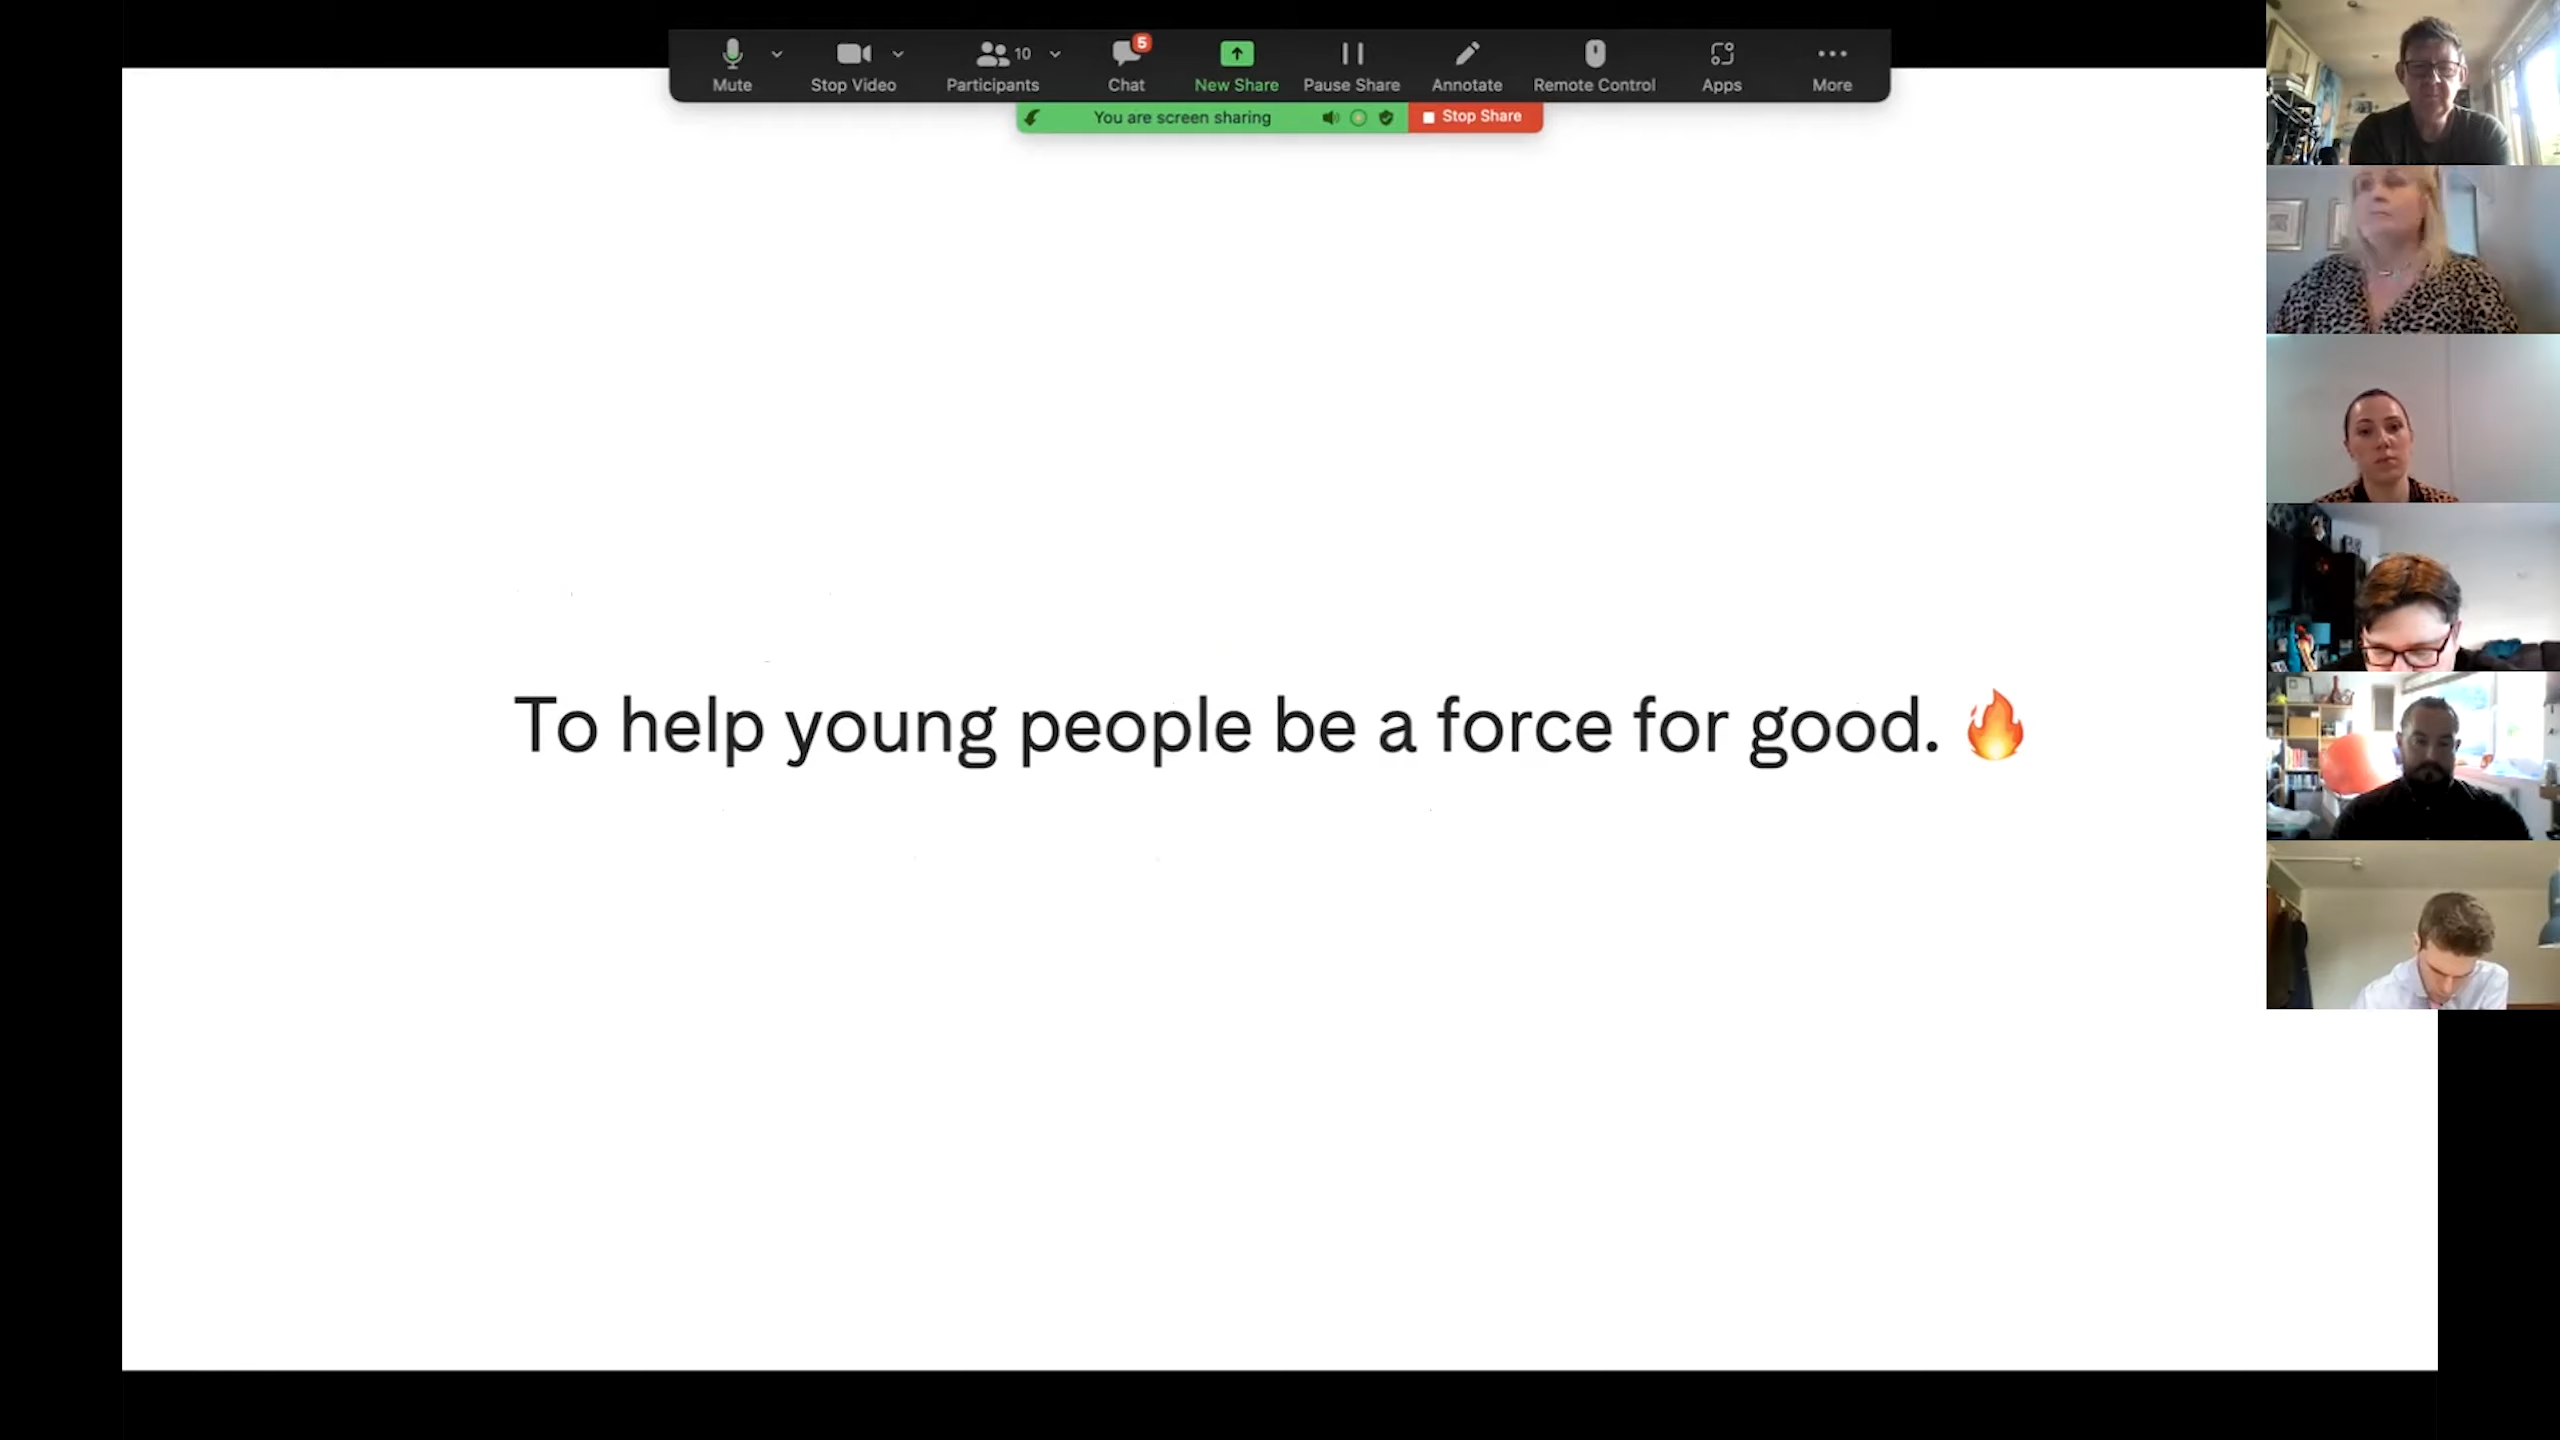 5
10
Mute
Stop Video
Participants
Chat
New Share
Pause Share
Annotate
Remote Control
Apps
More
You are screen sharing
Stop Share
To help young people be a force for good. 🔥